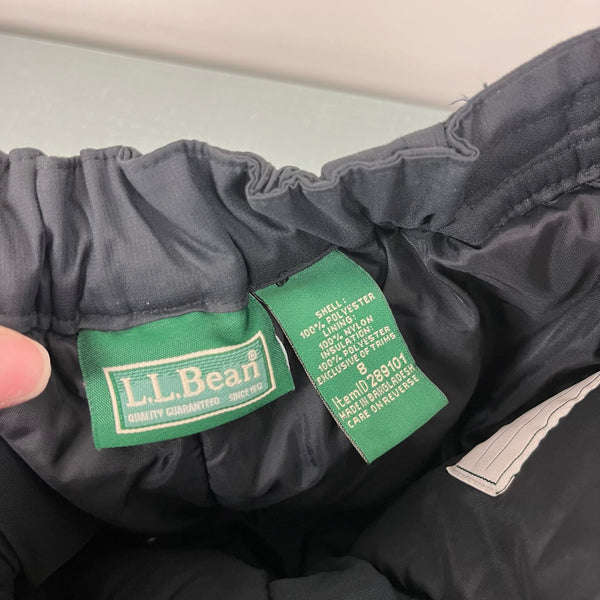 L.L.Bean®
QUALITY GUARANTEED SINCE 1912
SHELL:
100% POLYESTER
LINING:
100% NYLON
INSULATION:
100% POLYESTER
EXCLUSIVE OF TRIMS
8
ItemID 289101
MADE IN BANGLADESH
CARE ON REVERSE